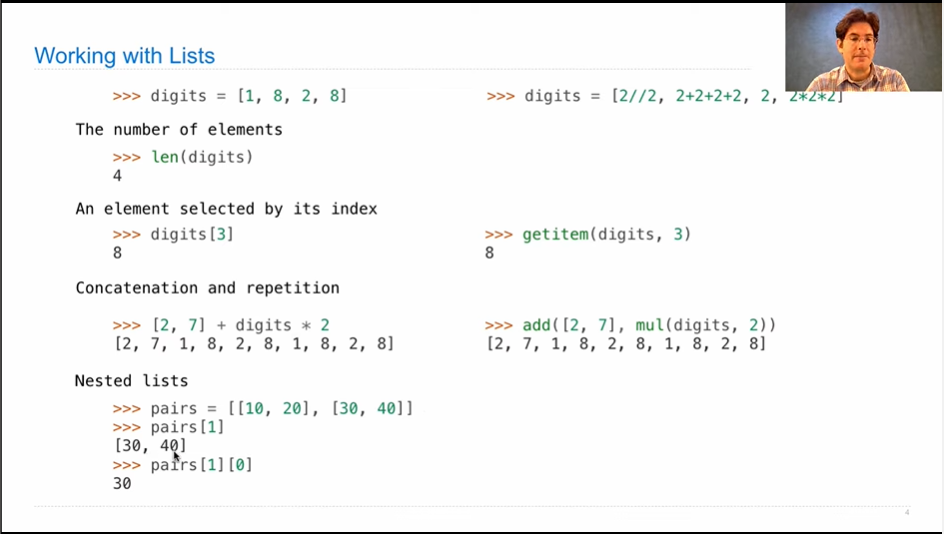 Working with Lists
>>> digits = [1, 8, 2, 8]
>>> digits = [2//2, 2+2+2+2, 2, 2*2*2]
The number of elements
>>> len(digits)
4
An element selected by its index
>>> digits[3]
8
>>> getitem(digits, 3)
8
Concatenation and repetition
>>> [2, 7] + digits * 2
[2, 7, 1, 8, 2, 8, 1, 8, 2, 8]
>>> add([2, 7], mul(digits, 2))
[2, 7, 1, 8, 2, 8, 1, 8, 2, 8]
Nested lists
>>> pairs = [[10, 20], [30, 40]]
>>> pairs[1]
[30, 40]
>>> pairs[1][0]
30
4